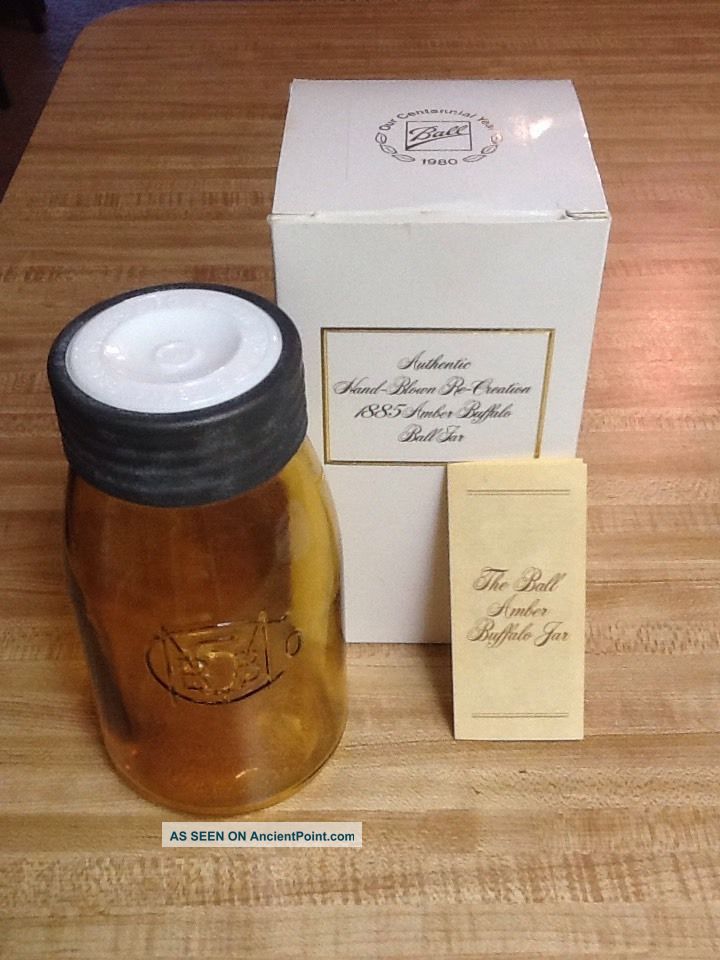 Our Centennial Year
Ball
1980
Authentic
Hand-Blown Re-Creation
1885 Amber Buffalo
Ball Jar
The Ball
Amber
Buffalo Jar
AS SEEN ON AncientPoint.com